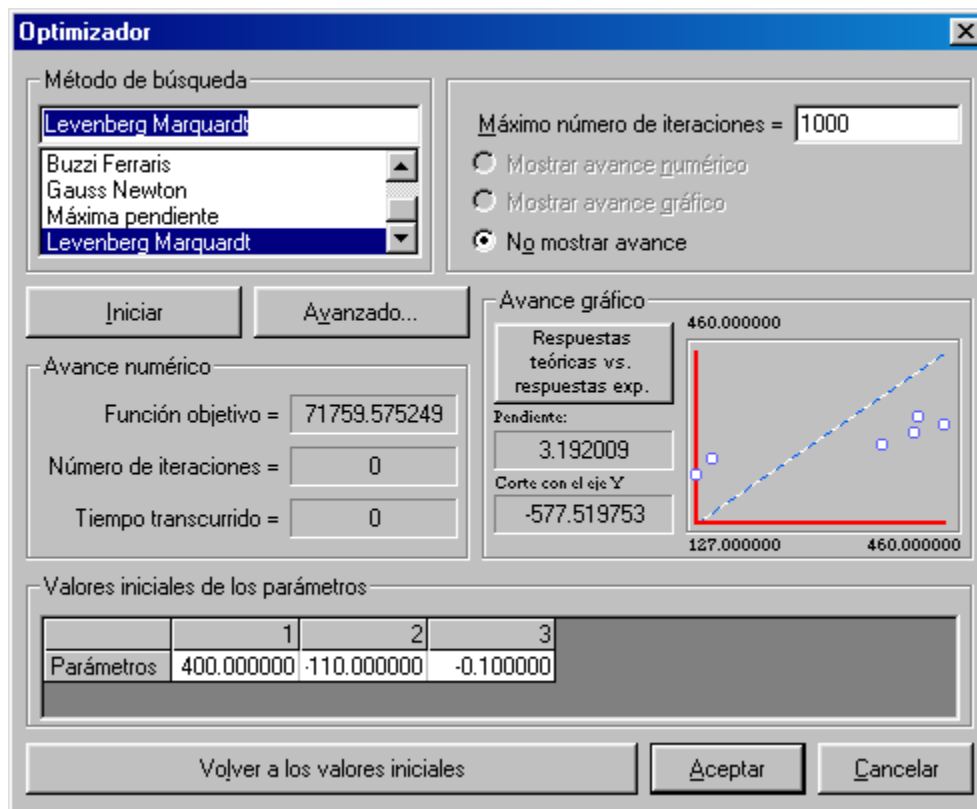 Optimizador
Método de búsqueda
Levenberg Marquardt
Buzzi Ferraris
Gauss Newton
Máxima pendiente
Levenberg Marquardt
Máximo número de iteraciones = 1000
Mostrar avance numérico
Mostrar avance gráfico
No mostrar avance
Iniciar
Avanzado...
Avance numérico
Función objetivo = 71759.575249
Número de iteraciones = 0
Tiempo transcurrido = 0
Avance gráfico
Respuestas
teóricas vs.
respuestas exp.
Pendiente:
3.192009
Corte con el eje Y
-577.519753
460.000000
127.000000 460.000000
Valores iniciales de los parámetros
1 2 3
Parámetros 400.000000 -110.000000 -0.100000
Volver a los valores iniciales
Aceptar
Cancelar